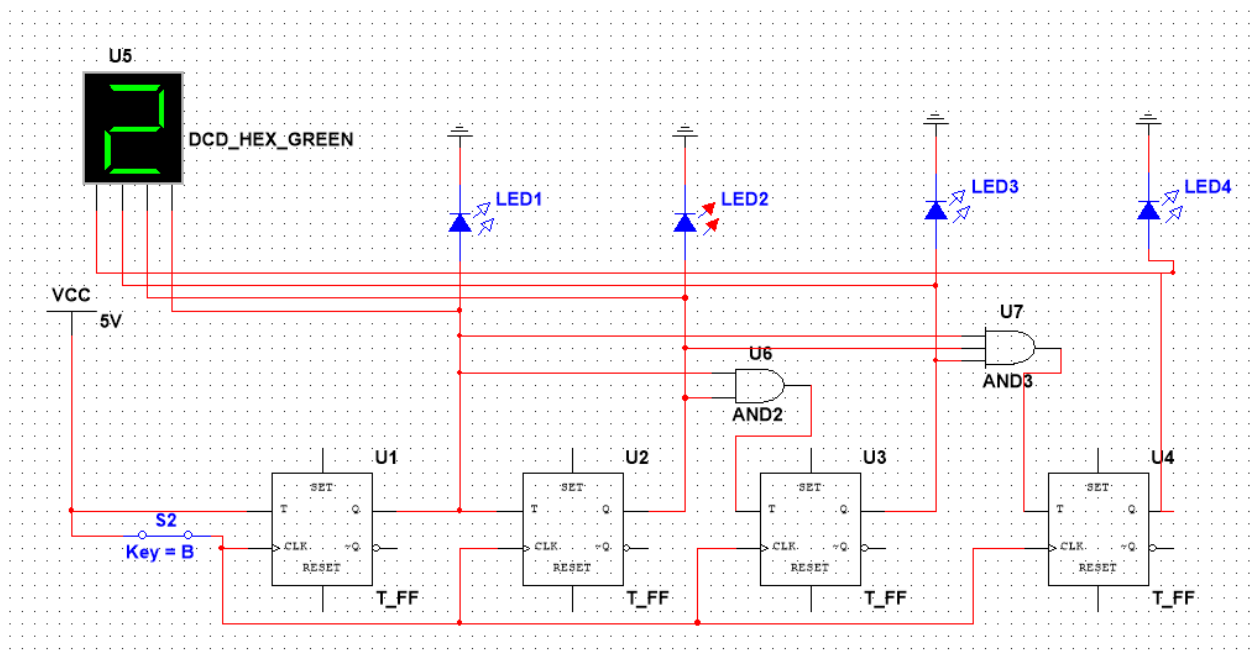 U5
2
DCD_HEX_GREEN
LED1
LED2
LED3
LED4
VCC
5V
U7
AND3
U6
AND2
U1
U2
U3
U4
SET
SET
SET
SET
T Q
T Q
T Q
T Q
S2
Key = B
CLK ~Q
CLK ~Q
CLK ~Q
CLK ~Q
RESET
RESET
RESET
RESET
T_FF
T_FF
T_FF
T_FF